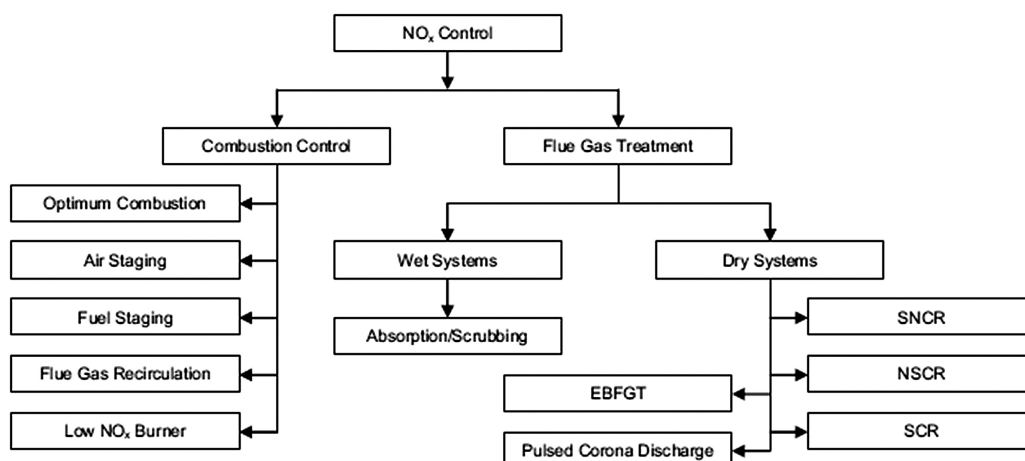 NOₓ Control
Combustion Control
Flue Gas Treatment
Optimum Combustion
Air Staging
Fuel Staging
Flue Gas Recirculation
Low NOₓ Burner
Wet Systems
Absorption/Scrubbing
Dry Systems
SNCR
NSCR
SCR
EBFGT
Pulsed Corona Discharge